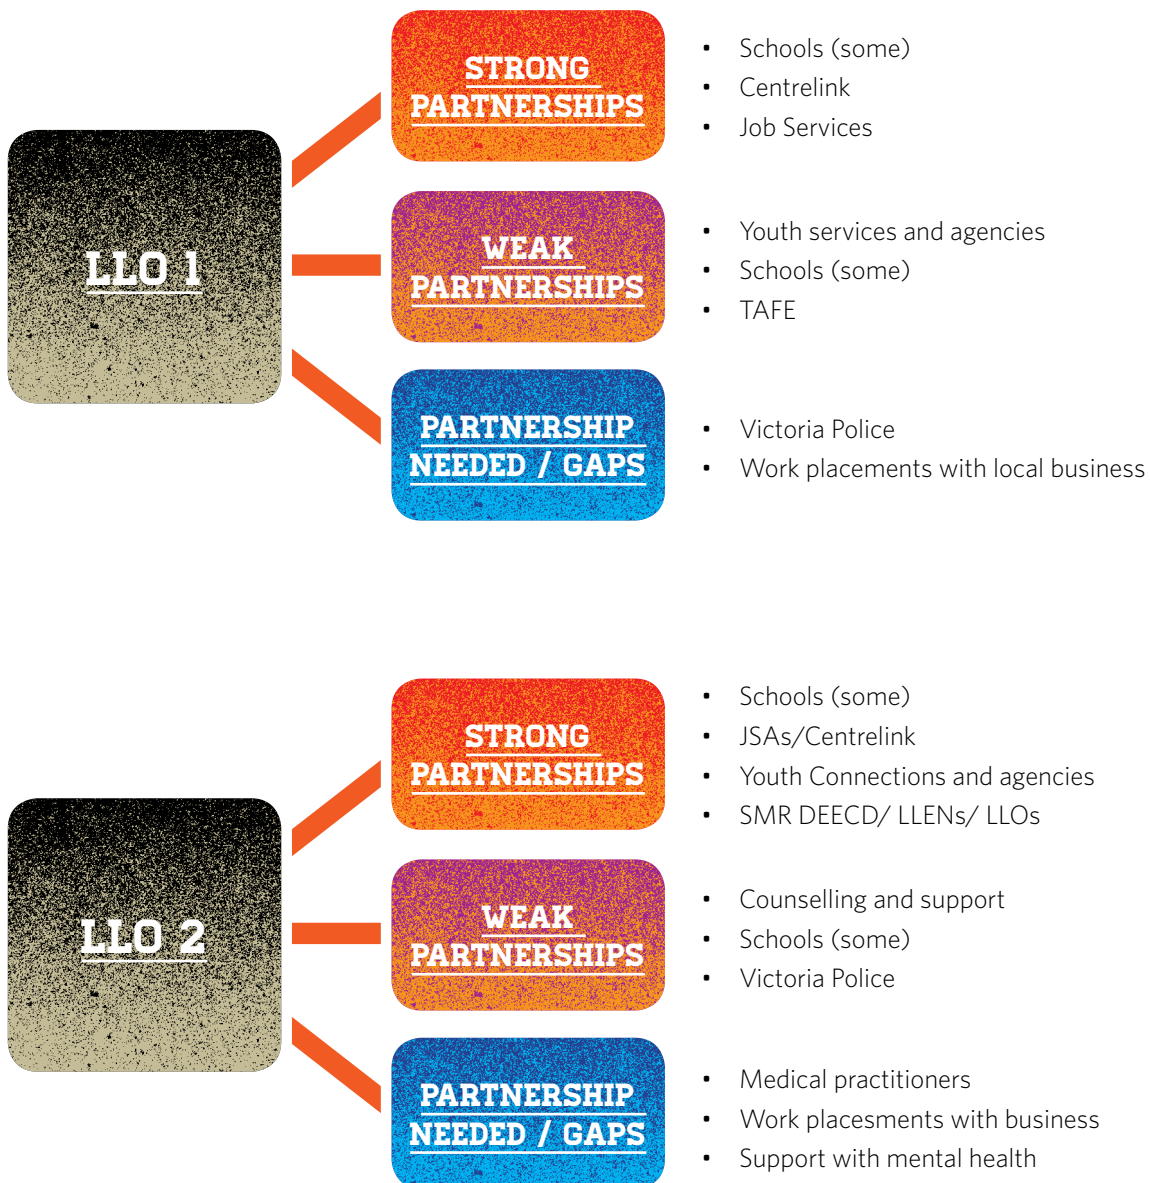 LLO 1
STRONG
PARTNERSHIPS
• Schools (some)
• Centrelink
• Job Services
WEAK
PARTNERSHIPS
• Youth services and agencies
• Schools (some)
• TAFE
PARTNERSHIP
NEEDED / GAPS
• Victoria Police
• Work placements with local business
LLO 2
STRONG
PARTNERSHIPS
• Schools (some)
• JSAs/Centrelink
• Youth Connections and agencies
• SMR DEECD/ LLENs/ LLOs
WEAK
PARTNERSHIPS
• Counselling and support
• Schools (some)
• Victoria Police
PARTNERSHIP
NEEDED / GAPS
• Medical practitioners
• Work placesments with business
• Support with mental health